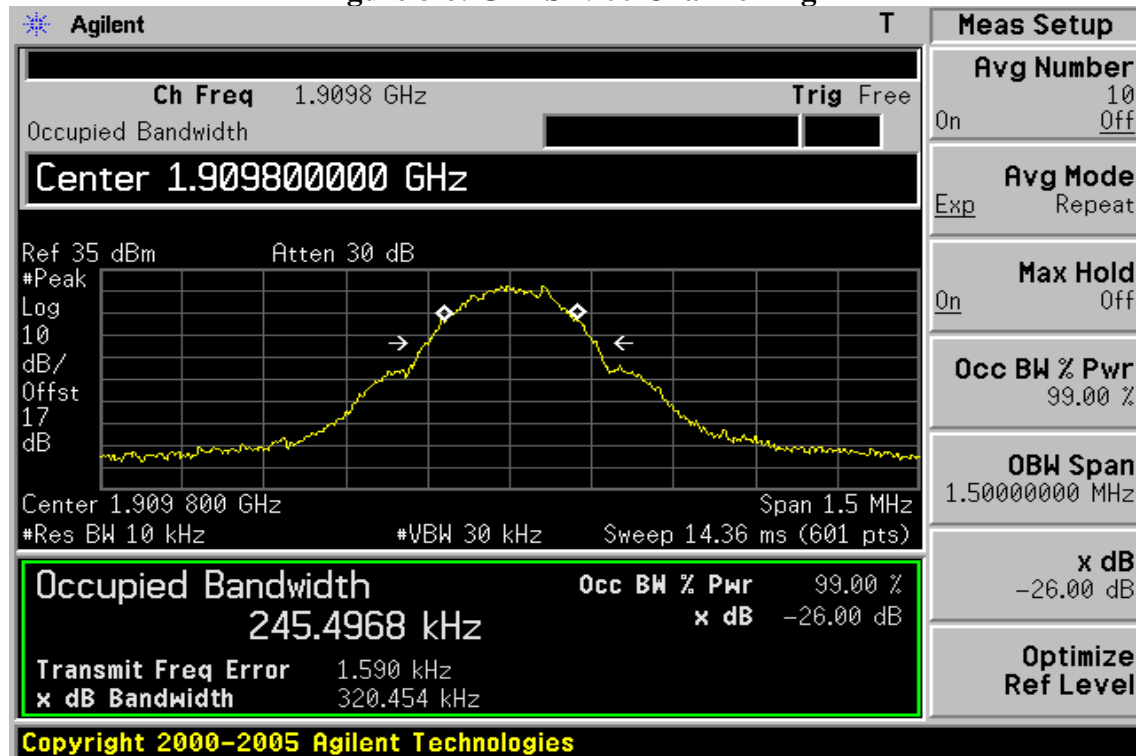 Agilent T
Ch Freq 1.9098 GHz Trig Free
Occupied Bandwidth
Center 1.909800000 GHz
Ref 35 dBm Atten 30 dB
#Peak
Log
10
dB/
Offst
17
dB
Center 1.909 800 GHz Span 1.5 MHz
#Res BW 10 kHz #VBW 30 kHz Sweep 14.36 ms (601 pts)
Occupied Bandwidth Occ BW % Pwr 99.00 %
245.4968 kHz x dB -26.00 dB
Transmit Freq Error 1.590 kHz
x dB Bandwidth 320.454 kHz
Copyright 2000-2005 Agilent Technologies
Meas Setup
Avg Number
10
On Off
Avg Mode
Exp Repeat
Max Hold
On Off
Occ BW % Pwr
99.00 %
OBW Span
1.50000000 MHz
x dB
-26.00 dB
Optimize
Ref Level